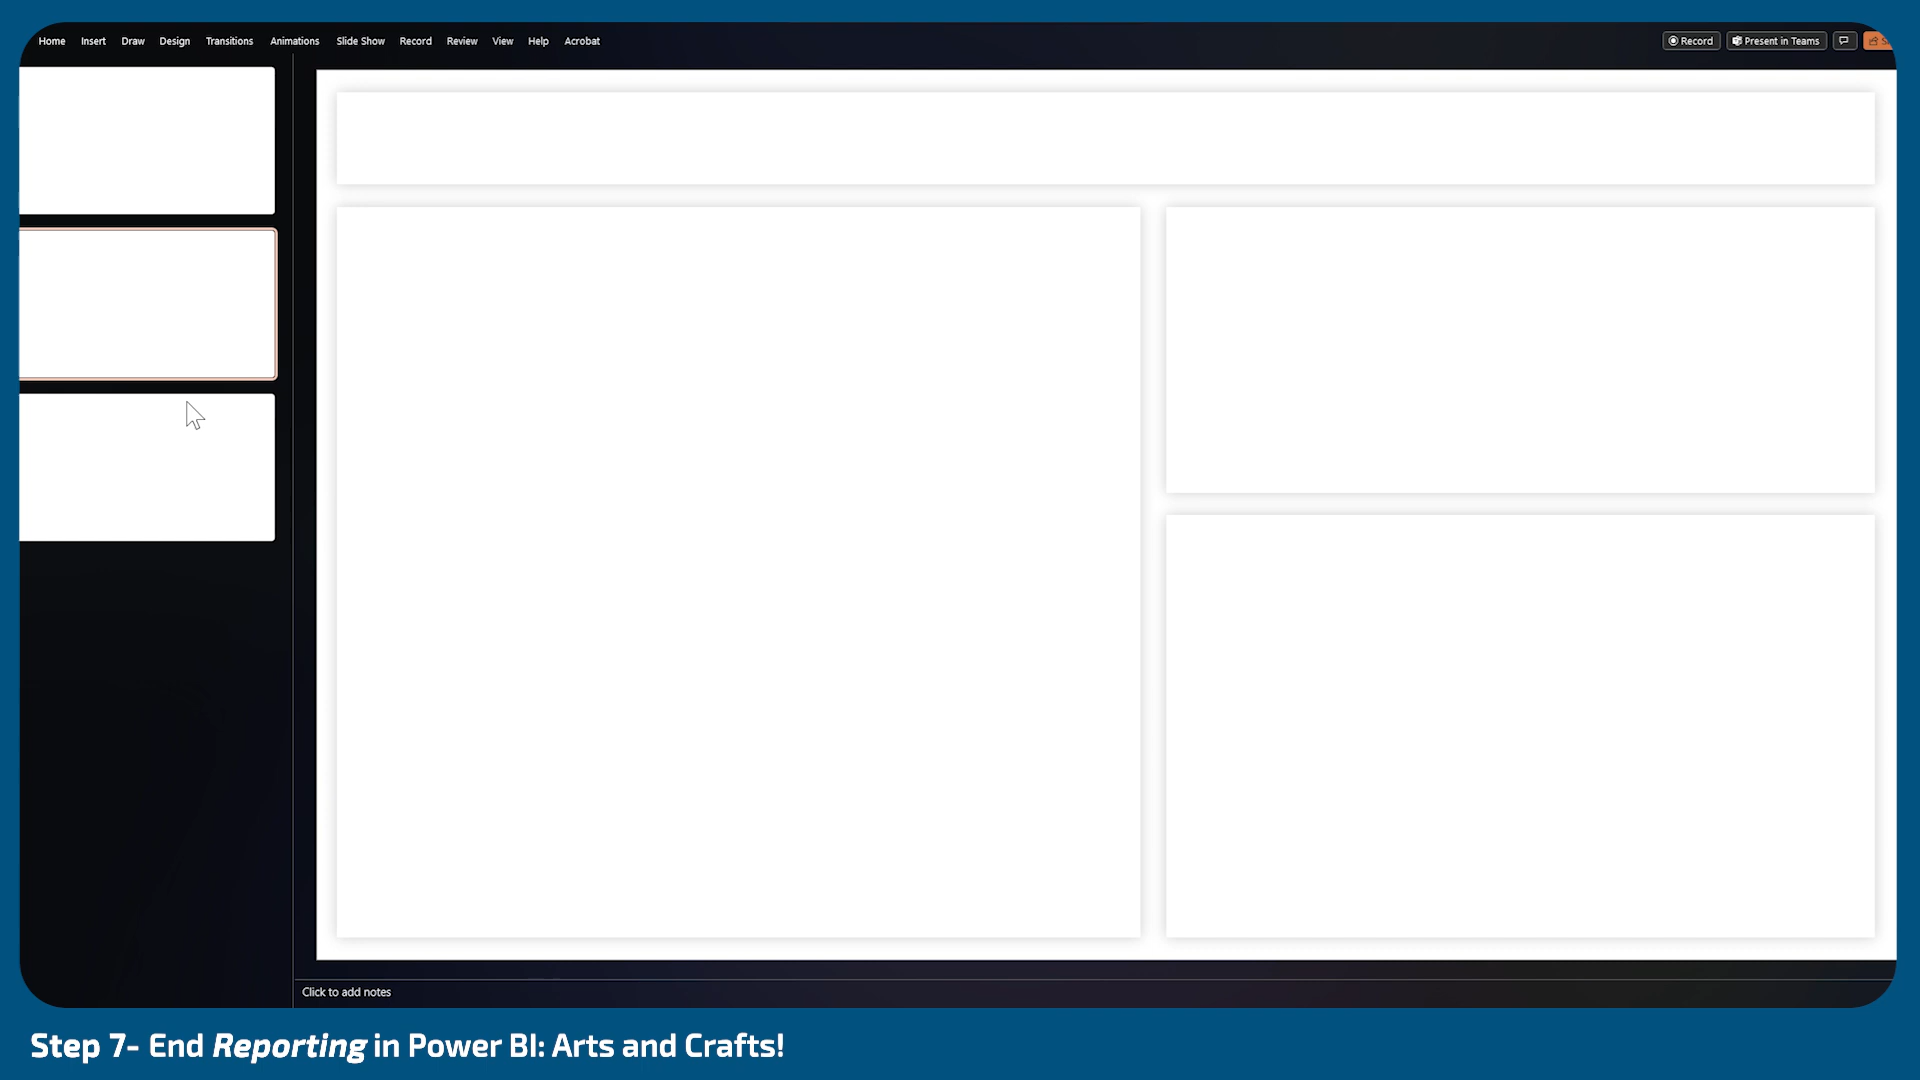 Home Insert Draw Design Transitions Animations Slide Show Record Review View Help Acrobat Record Present in Teams
Click to add notes
Step 7- End Reporting in Power BI: Arts and Crafts!